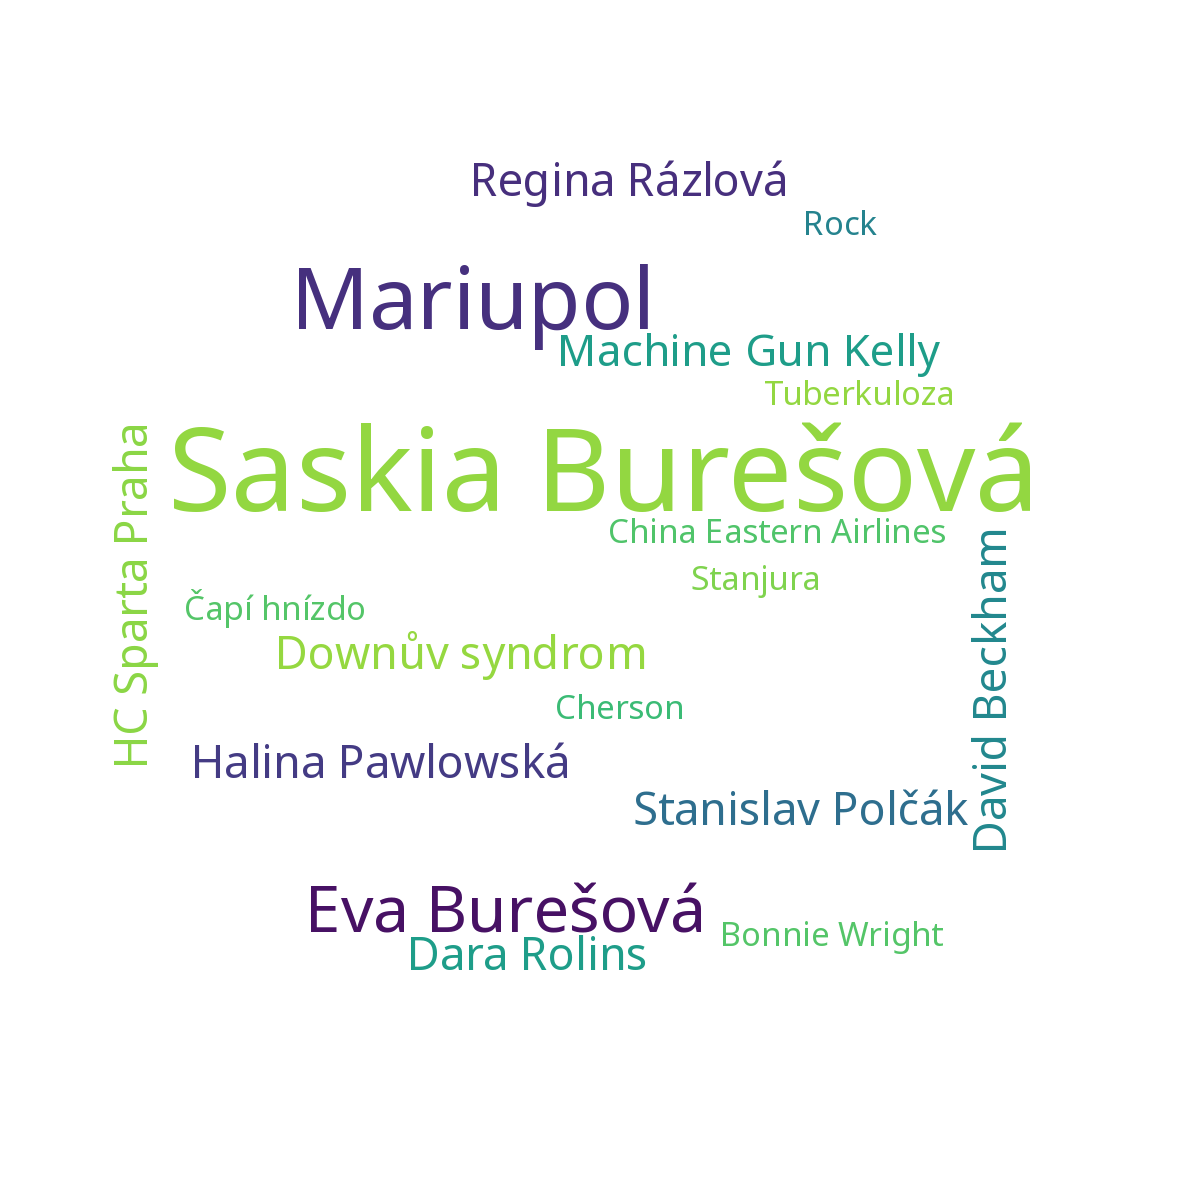 Regina Rázlová
Rock
Mariupol
Machine Gun Kelly
Tuberkuloza
Saskia Burešová
HC Sparta Praha
China Eastern Airlines
David Beckham
Stanjura
Čapí hnízdo
Downův syndrom
Cherson
Halina Pawlowská
Stanislav Polčák
Eva Burešová
Bonnie Wright
Dara Rolins